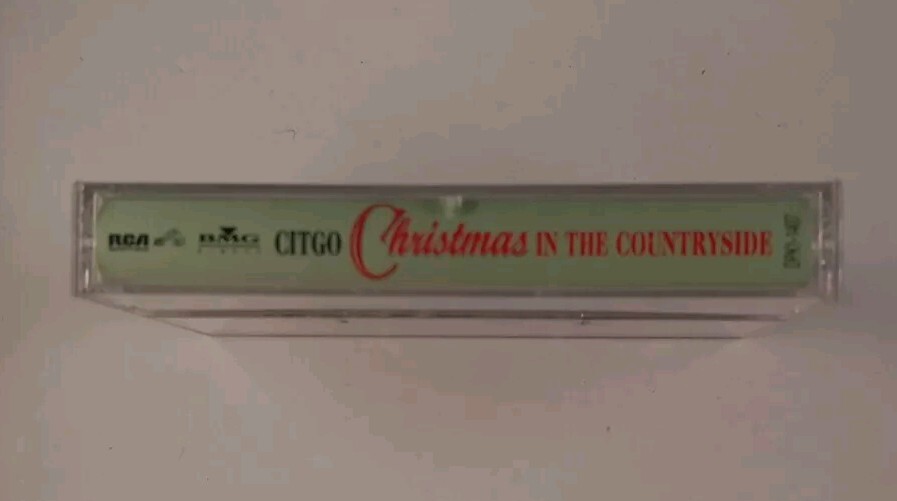 RCA BMG CITGO Christmas IN THE COUNTRYSIDE